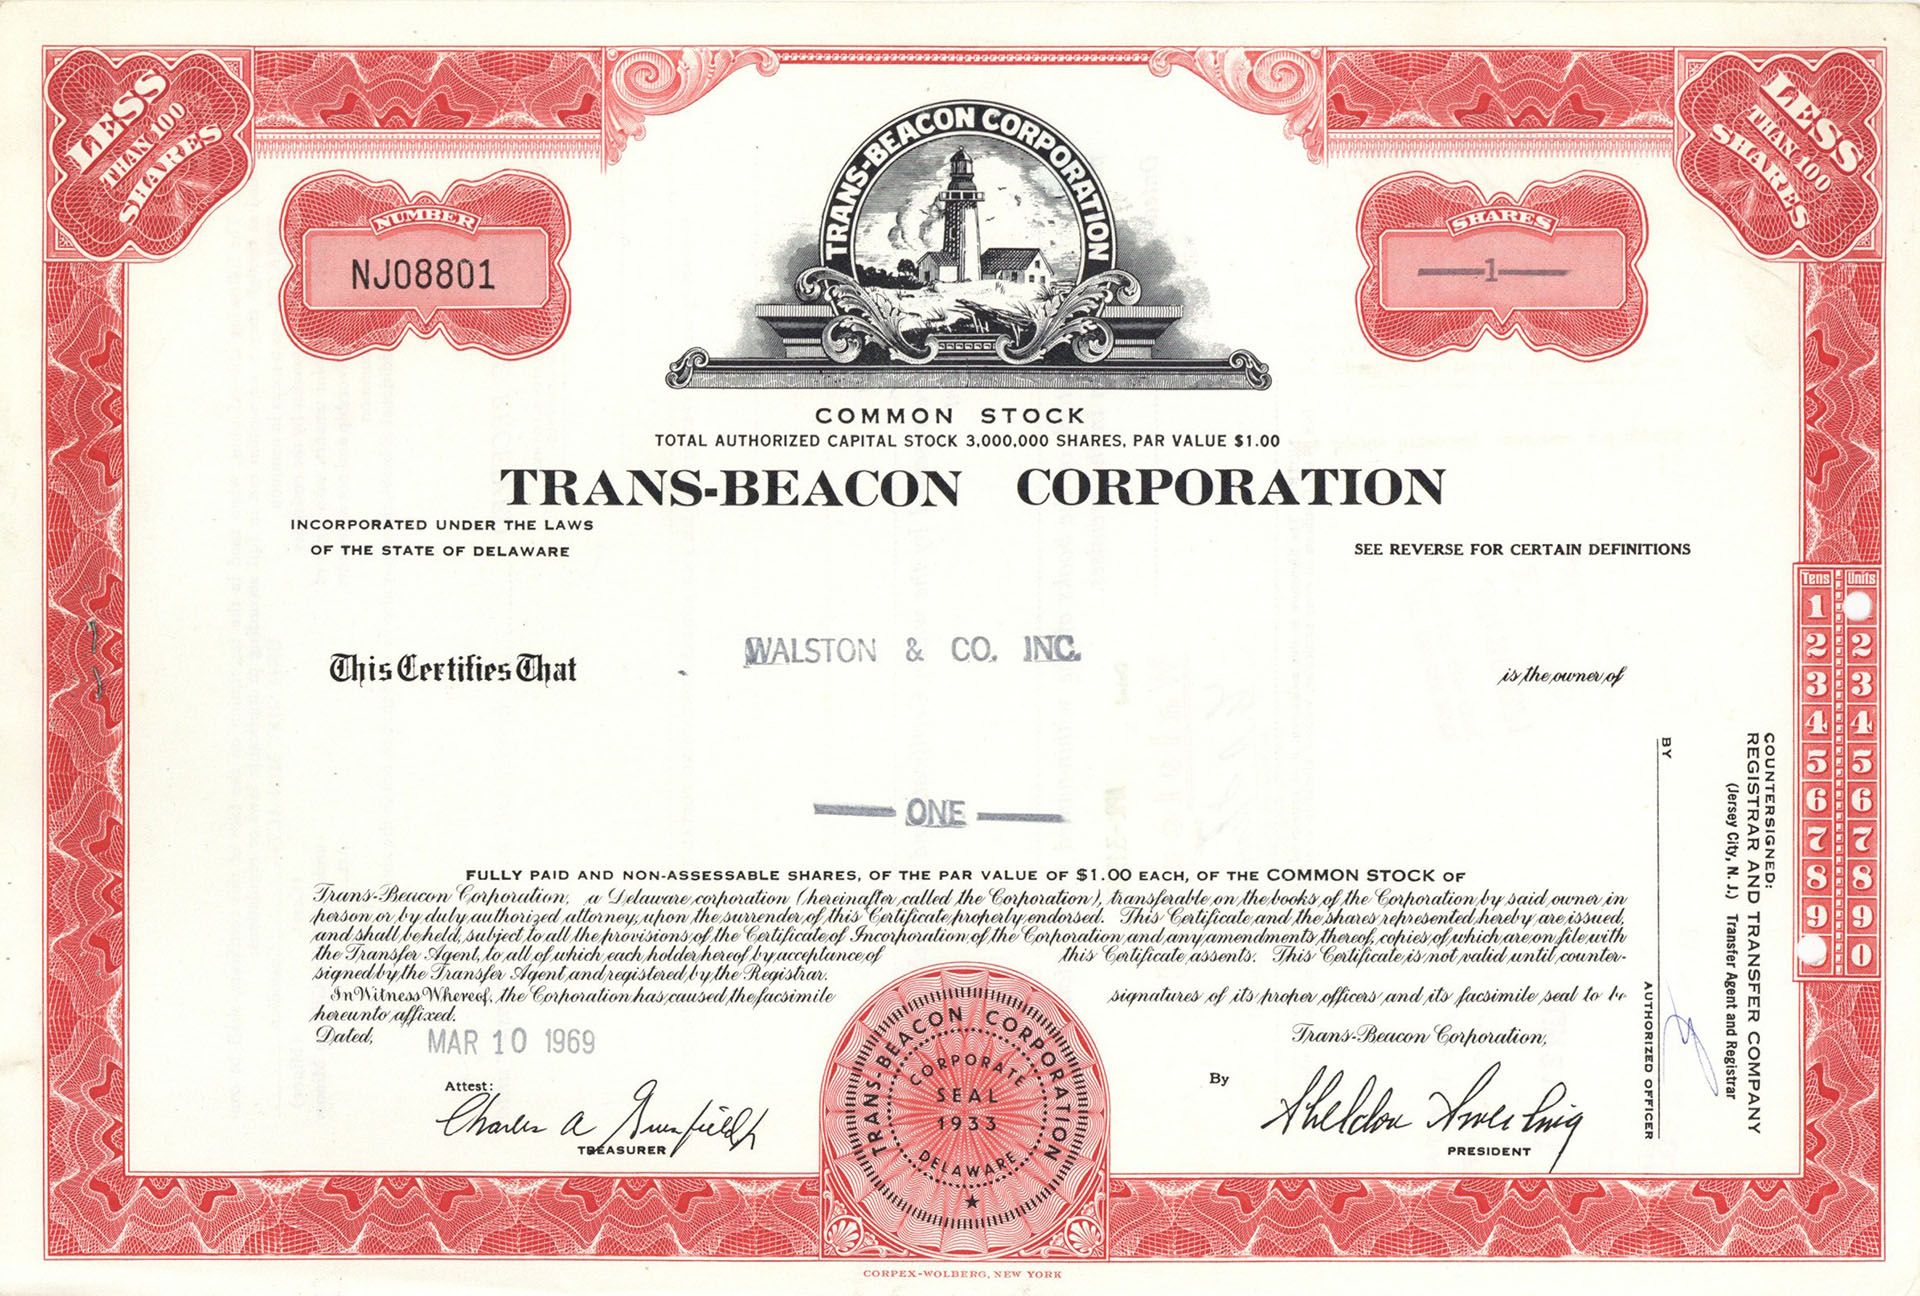 LESS
THAN 100
SHARES
LESS
THAN 100
SHARES
TRANS-BEACON CORPORATION
NUMBER
NJ08801
SHARES
1
COMMON STOCK
TOTAL AUTHORIZED CAPITAL STOCK 3,000,000 SHARES, PAR VALUE $1.00
TRANS-BEACON CORPORATION
INCORPORATED UNDER THE LAWS
OF THE STATE OF DELAWARE
SEE REVERSE FOR CERTAIN DEFINITIONS
This Certifies That
WALSTON & CO. INC.
is the owner of
ONE
FULLY PAID AND NON-ASSESSABLE SHARES, OF THE PAR VALUE OF $1.00 EACH, OF THE COMMON STOCK OF
Trans-Beacon Corporation, a Delaware corporation (hereinafter called the Corporation), transferable on the books of the Corporation by said owner in
person or by duly authorized attorney, upon the surrender of this Certificate properly endorsed. This Certificate and the shares represented hereby are issued,
and shall be held, subject to all the provisions of the Certificate of Incorporation of the Corporation and any amendments thereof, copies of which are on file with
the Transfer Agent, to all of which each holder hereof by acceptance of this Certificate assents. This Certificate is not valid until counter-
signed by the Transfer Agent and registered by the Registrar.
In Witness Whereof, the Corporation has caused the facsimile signatures of its proper officers and its facsimile seal to be
hereunto affixed.
Dated, MAR 10 1969
Trans-Beacon Corporation,
Attest:
By
TREASURER
Sheldon
PRESIDENT
Charles A
TRANS-BEACON CORPORATION
CORPORATE
SEAL
1933
DELAWARE
COUNTERSIGNED:
REGISTRAR AND TRANSFER COMPANY
(Jersey City, N. J.) Transfer Agent and Registrar
BY
AUTHORIZED OFFICER
Tens Units
1
2 2
3 3
4 4
5 5
6 6
7 7
8 8
9 9
0
CORPEX-WOLBERG, NEW YORK